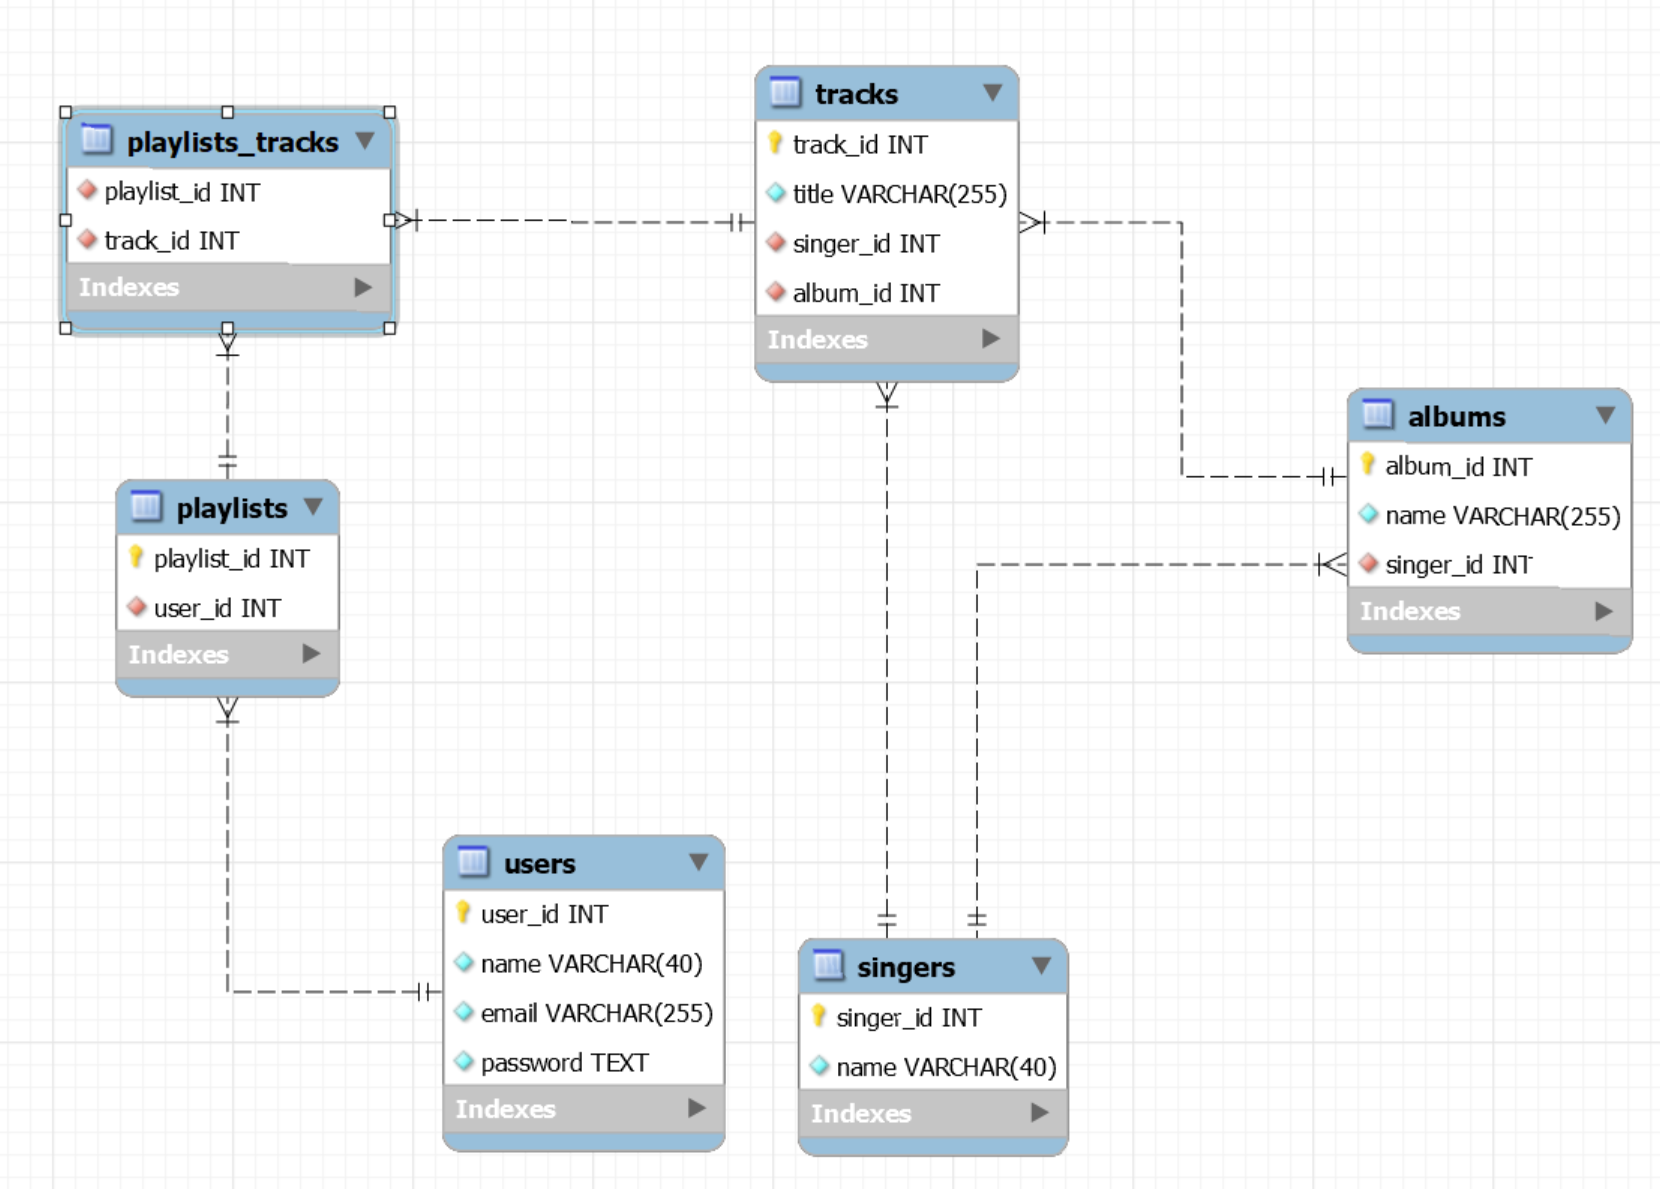 playlists_tracks
playlist_id INT
track_id INT
Indexes
tracks
track_id INT
title VARCHAR(255)
singer_id INT
album_id INT
Indexes
albums
album_id INT
name VARCHAR(255)
singer_id INT
Indexes
playlists
playlist_id INT
user_id INT
Indexes
users
user_id INT
name VARCHAR(40)
email VARCHAR(255)
password TEXT
Indexes
singers
singer_id INT
name VARCHAR(40)
Indexes